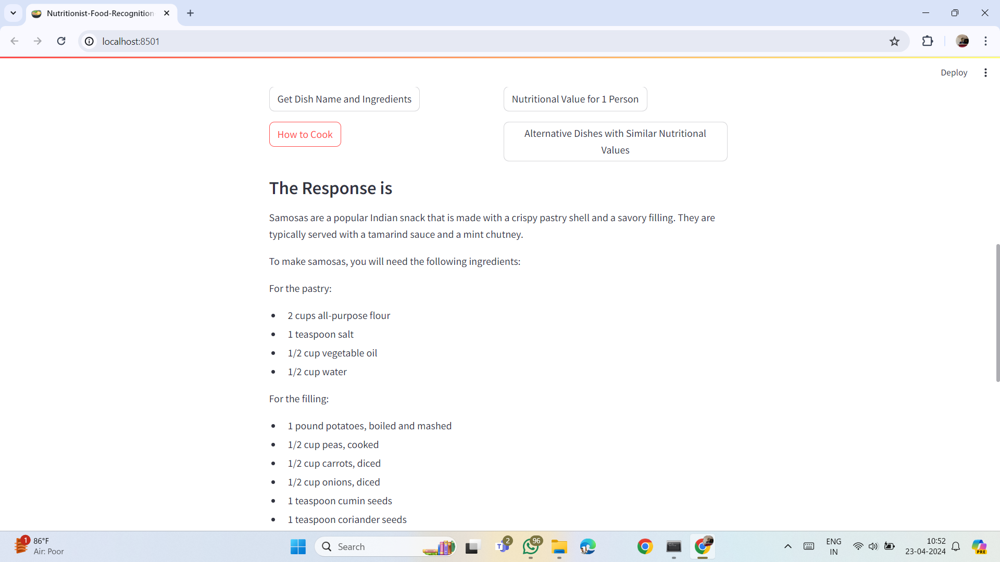 Nutritionist-Food-Recognition
localhost:8501
Deploy
Get Dish Name and Ingredients
Nutritional Value for 1 Person
How to Cook
Alternative Dishes with Similar Nutritional
Values
The Response is
Samosas are a popular Indian snack that is made with a crispy pastry shell and a savory filling. They are
typically served with a tamarind sauce and a mint chutney.
To make samosas, you will need the following ingredients:
For the pastry:
2 cups all-purpose flour
1 teaspoon salt
1/2 cup vegetable oil
1/2 cup water
For the filling:
1 pound potatoes, boiled and mashed
1/2 cup peas, cooked
1/2 cup carrots, diced
1/2 cup onions, diced
1 teaspoon cumin seeds
1 teaspoon coriander seeds
1
86°F
Air: Poor
Search
2
96
ENG
IN
10:52
23-04-2024
PRE